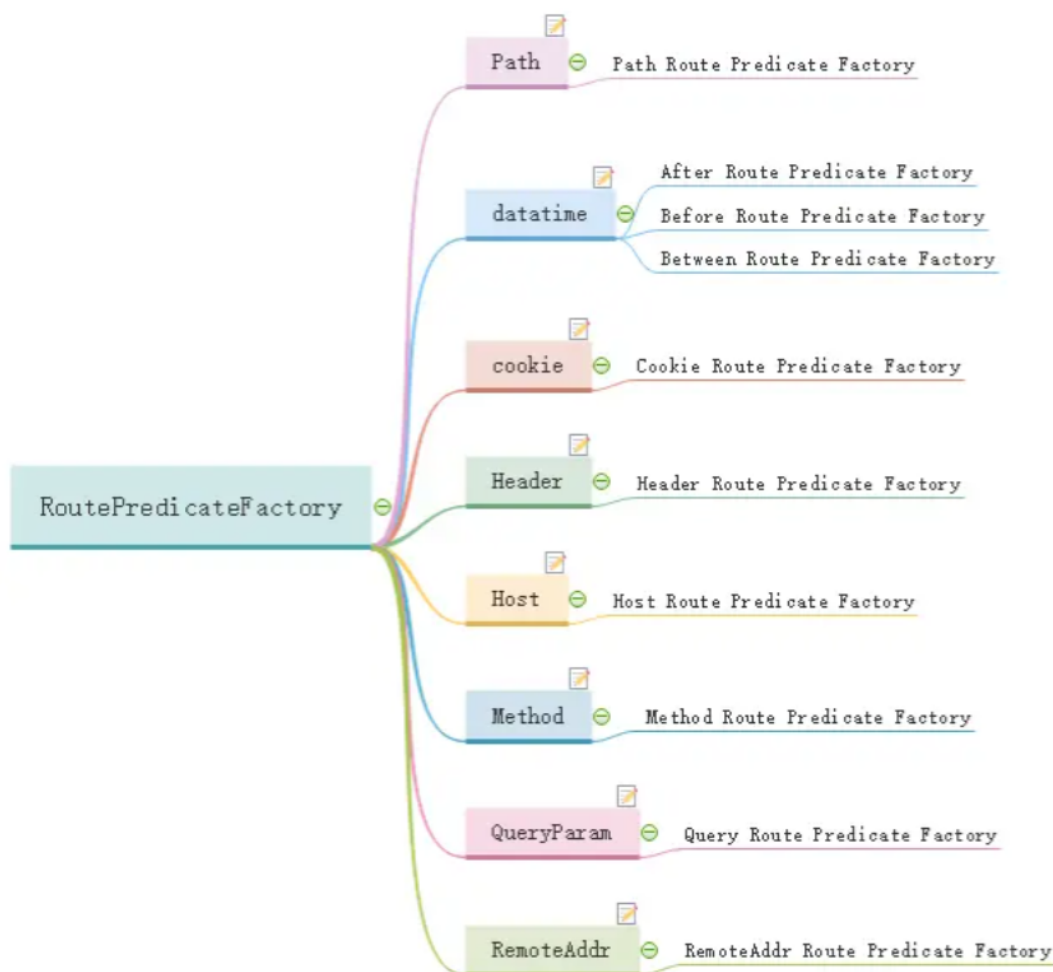 Path
Path Route Predicate Factory
datatime
After Route Predicate Factory
Before Route Predicate Factory
Between Route Predicate Factory
cookie
Cookie Route Predicate Factory
Header
Header Route Predicate Factory
RoutePredicateFactory
Host
Host Route Predicate Factory
Method
Method Route Predicate Factory
QueryParam
Query Route Predicate Factory
RemoteAddr
RemoteAddr Route Predicate Factory